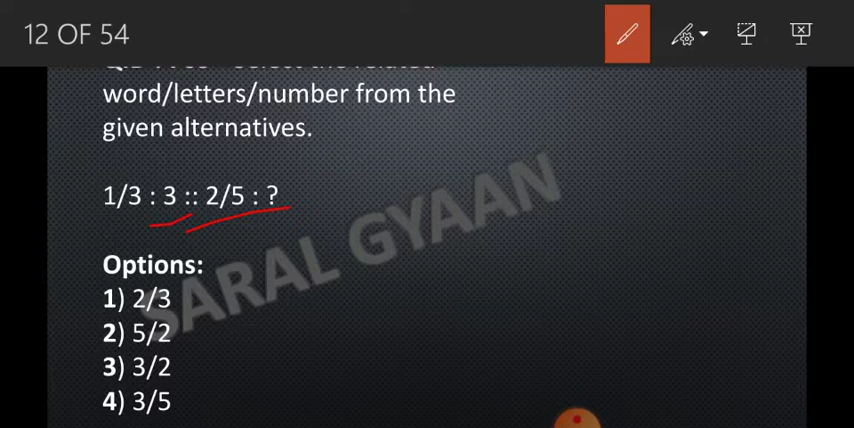 12 OF 54
word/letters/number from the
given alternatives.
1/3 : 3 :: 2/5 : ?
SARAL GYAAN
Options:
1) 2/3
2) 5/2
3) 3/2
4) 3/5